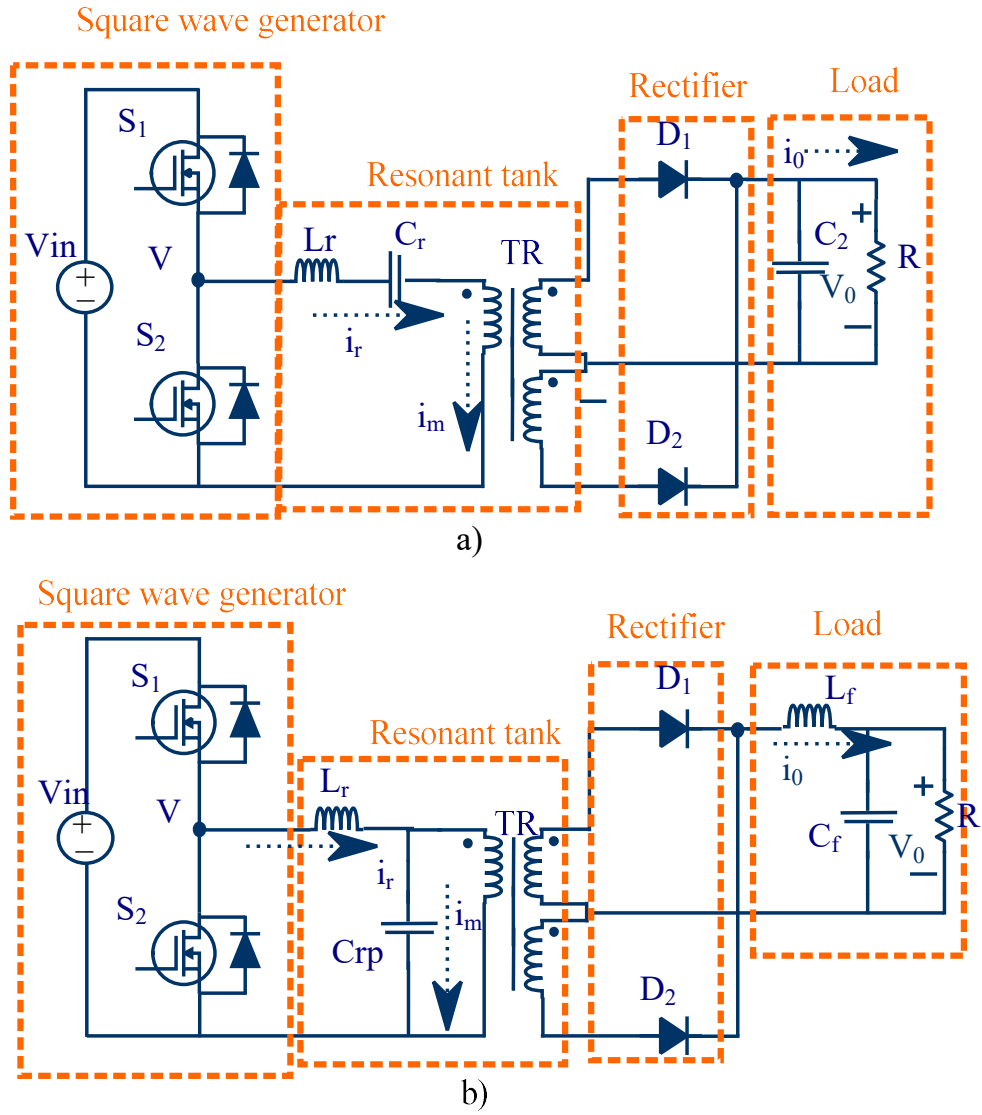 Square wave generator
Rectifier
Load
S1
D1
i0
Resonant tank
Lr
Cr
TR
Vin
V
C2
+
R
V0
S2
ir
im
D2
a)
Square wave generator
Rectifier
Load
S1
D1
Lf
Resonant tank
i0
Lr
Vin
V
TR
+
R
Cf
V0
ir
S2
im
Crp
D2
b)